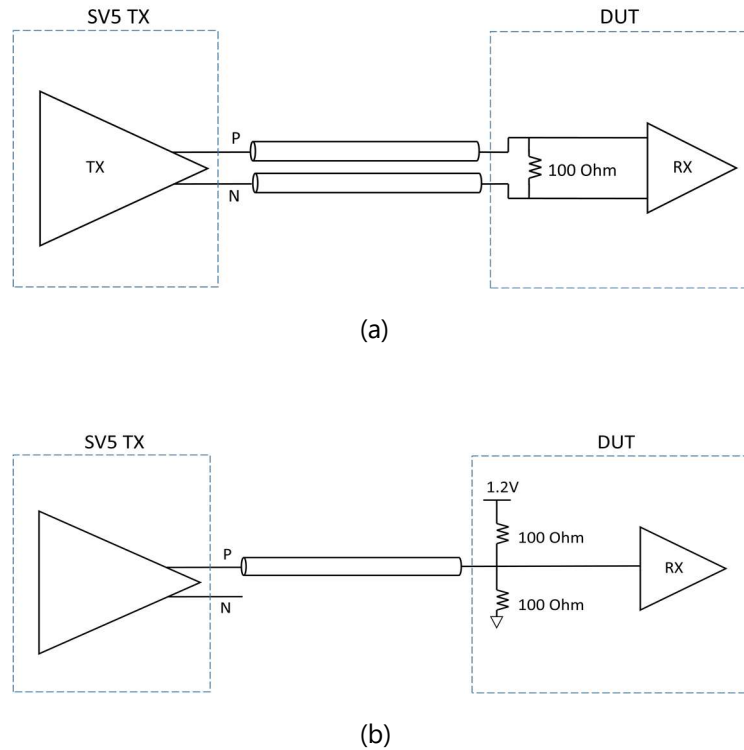 SV5 TX
DUT
P
TX
100 Ohm
RX
N
(a)
SV5 TX
DUT
1.2V
100 Ohm
P
RX
N
100 Ohm
(b)